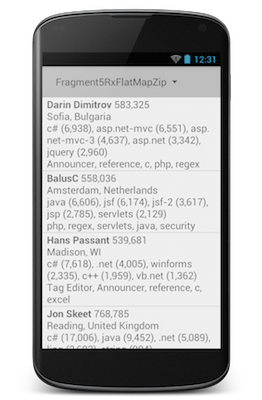 12:31
Fragment5RxFlatMapZip
Darin Dimitrov 583,325
Sofia, Bulgaria
c# (6,938), asp.net-mvc (6,551), asp.
net-mvc-3 (4,637), asp.net (3,342),
jquery (2,960)
Announcer, reference, c, php, regex
BalusC 558,036
Amsterdam, Netherlands
java (6,606), jsf (6,174), jsf-2 (3,617),
jsp (2,785), servlets (2,129)
php, regex, servlets, java, security
Hans Passant 539,681
Madison, WI
c# (7,618), .net (4,005), winforms
(2,335), c++ (1,959), vb.net (1,362)
Tag Editor, Announcer, reference, c,
excel
Jon Skeet 768,785
Reading, United Kingdom
c# (17,006), java (9,452), .net (5,089),